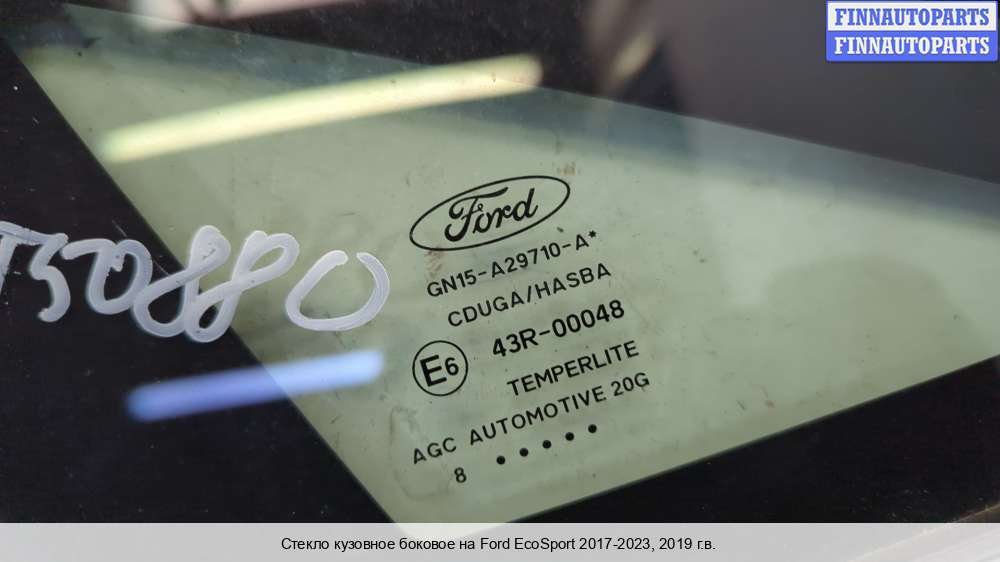 FINNAUTOPARTS
FINNAUTOPARTS
Ford
GN15-A29710-A*
CDUGA/HASBA
E6 43R-00048
TEMPERLITE
AGC AUTOMOTIVE 20G
8 • • • • •
T50880
Стекло кузовное боковое на Ford EcoSport 2017-2023, 2019 г.в.